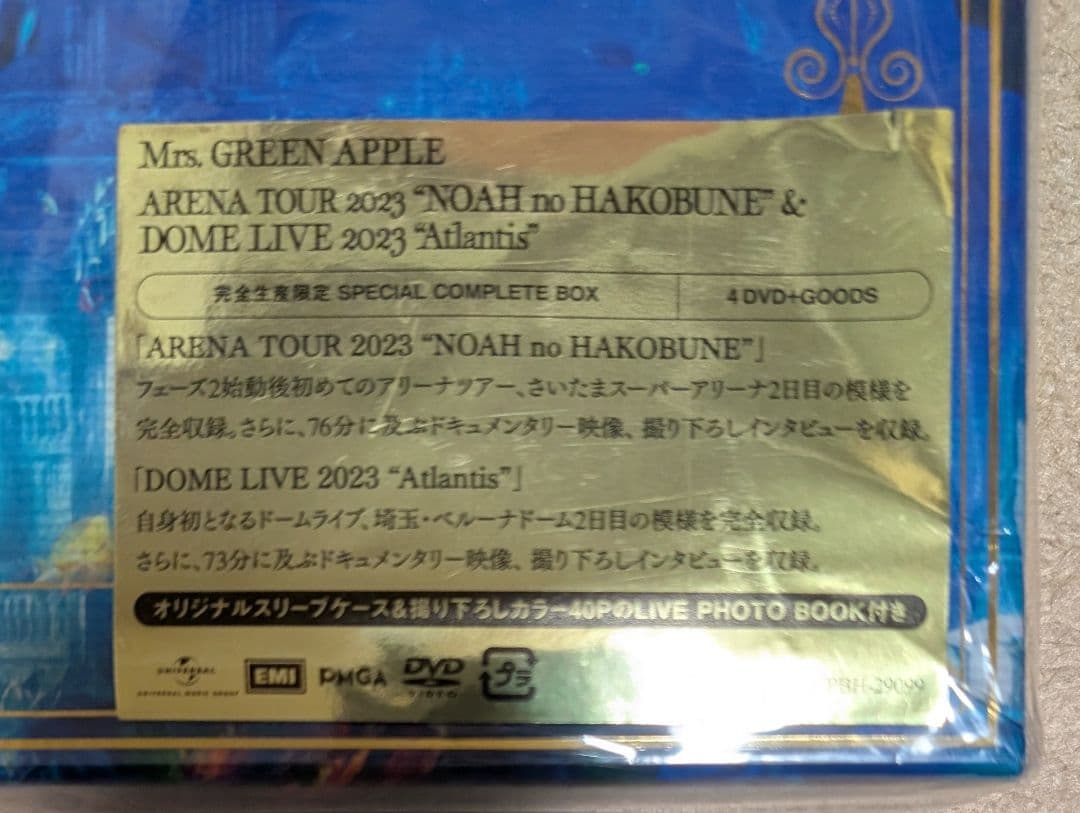 Mrs. GREEN APPLE
ARENA TOUR 2023 “NOAH no HAKOBUNE” &
DOME LIVE 2023 “Atlantis”
完全生産限定 SPECIAL COMPLETE BOX 4DVD+GOODS
「ARENA TOUR 2023 “NOAH no HAKOBUNE”」
フェーズ2始動後初めてのアリーナツアー、さいたまスーパーアリーナ2日目の模様を
完全収録。さらに、76分に及ぶドキュメンタリー映像、撮り下ろしインタビューを収録。
「DOME LIVE 2023 “Atlantis”」
自身初となるドームライブ、埼玉・ベルーナドーム2日目の模様を完全収録。
さらに、73分に及ぶドキュメンタリー映像、撮り下ろしインタビューを収録。
オリジナルスリーブケース&撮り下ろしカラー40PのLIVE PHOTO BOOK付き
UNIVERSAL
UNIVERSAL MUSIC GROUP
EMI PMGA DVD VIDEO プラ PBH-29099